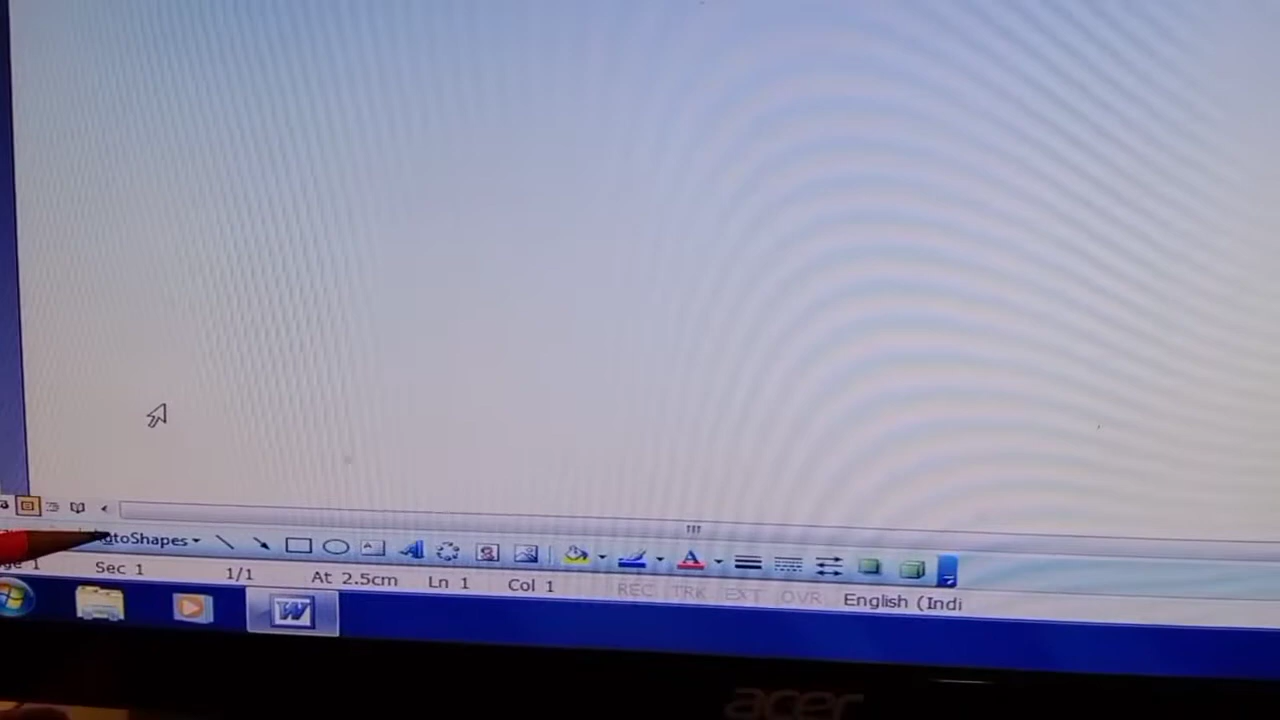 AutoShapes
Sec 1 1/1 At 2.5cm Ln 1 Col 1 REC TRK EXT OVR English (Indi
W
acer